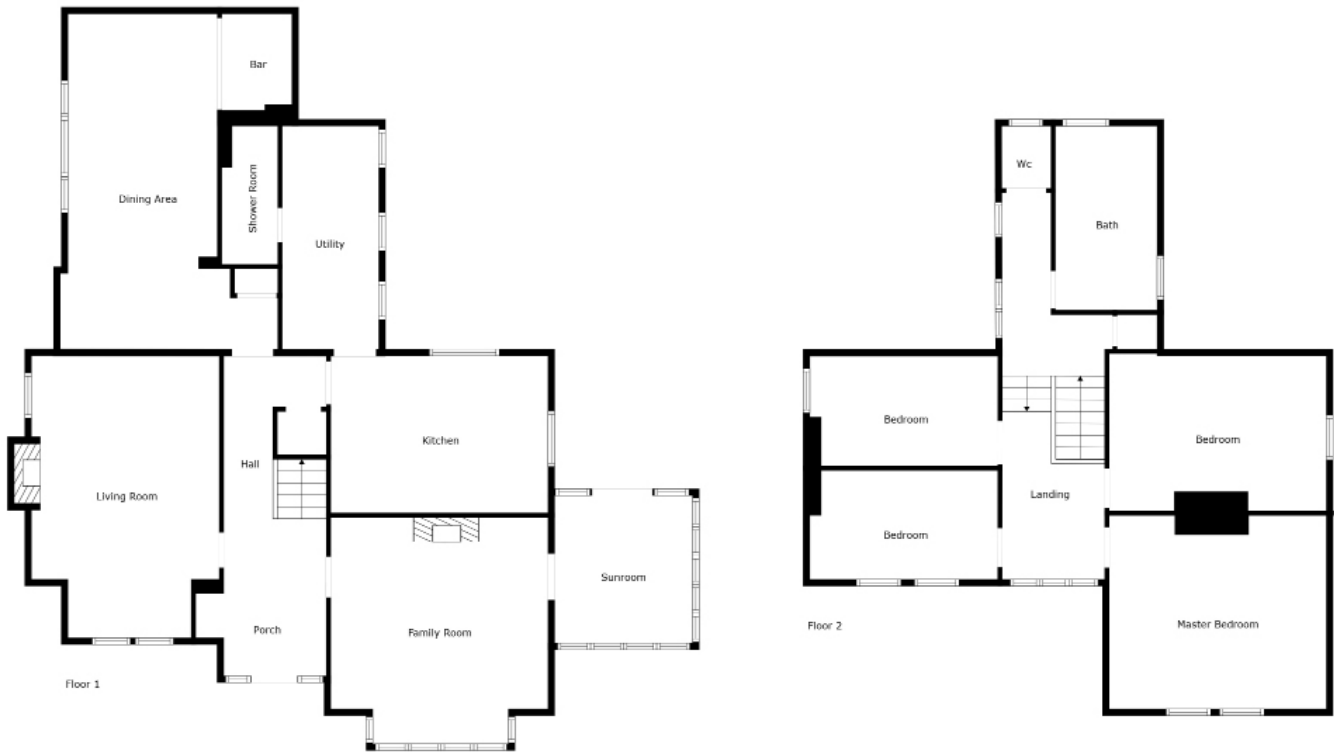 Bar
Dining Area
Shower Room
Utility
Kitchen
Hall
Living Room
Sunroom
Porch
Family Room
Floor 1
Wc
Bath
Bedroom
Bedroom
Landing
Bedroom
Master Bedroom
Floor 2